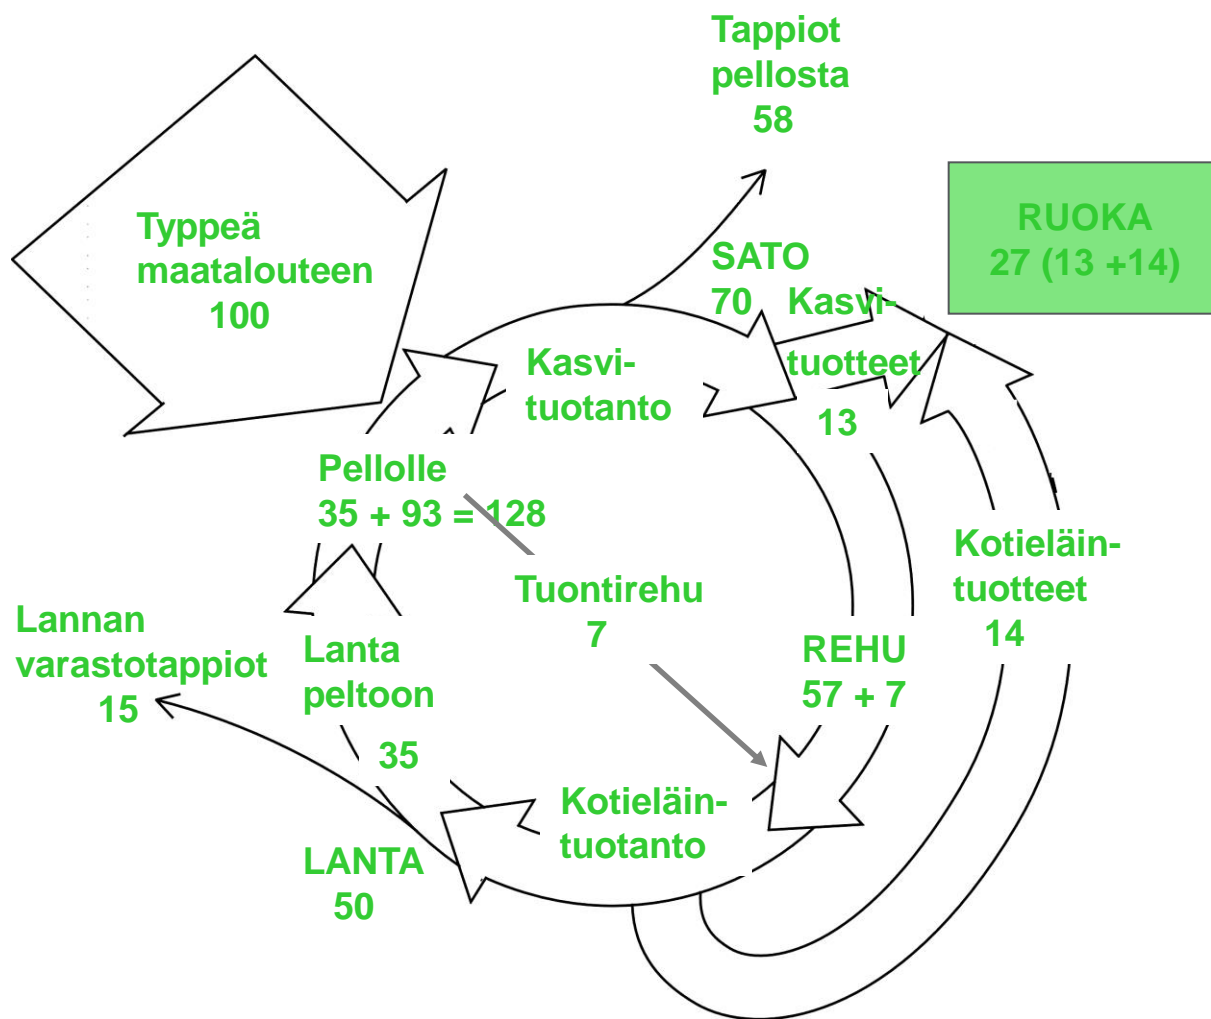 Tappiot
pellosta
58
Typpeä
maatalouteen
100
RUOKA
27 (13 +14)
SATO
70
Kasvi-
tuotteet
13
Kasvi-
tuotanto
Pellolle
35 + 93 = 128
Kotieläin-
tuotteet
14
Tuontirehu
7
Lannan
varastotappiot
15
Lanta
peltoon
35
REHU
57 + 7
Kotieläin-
tuotanto
LANTA
50